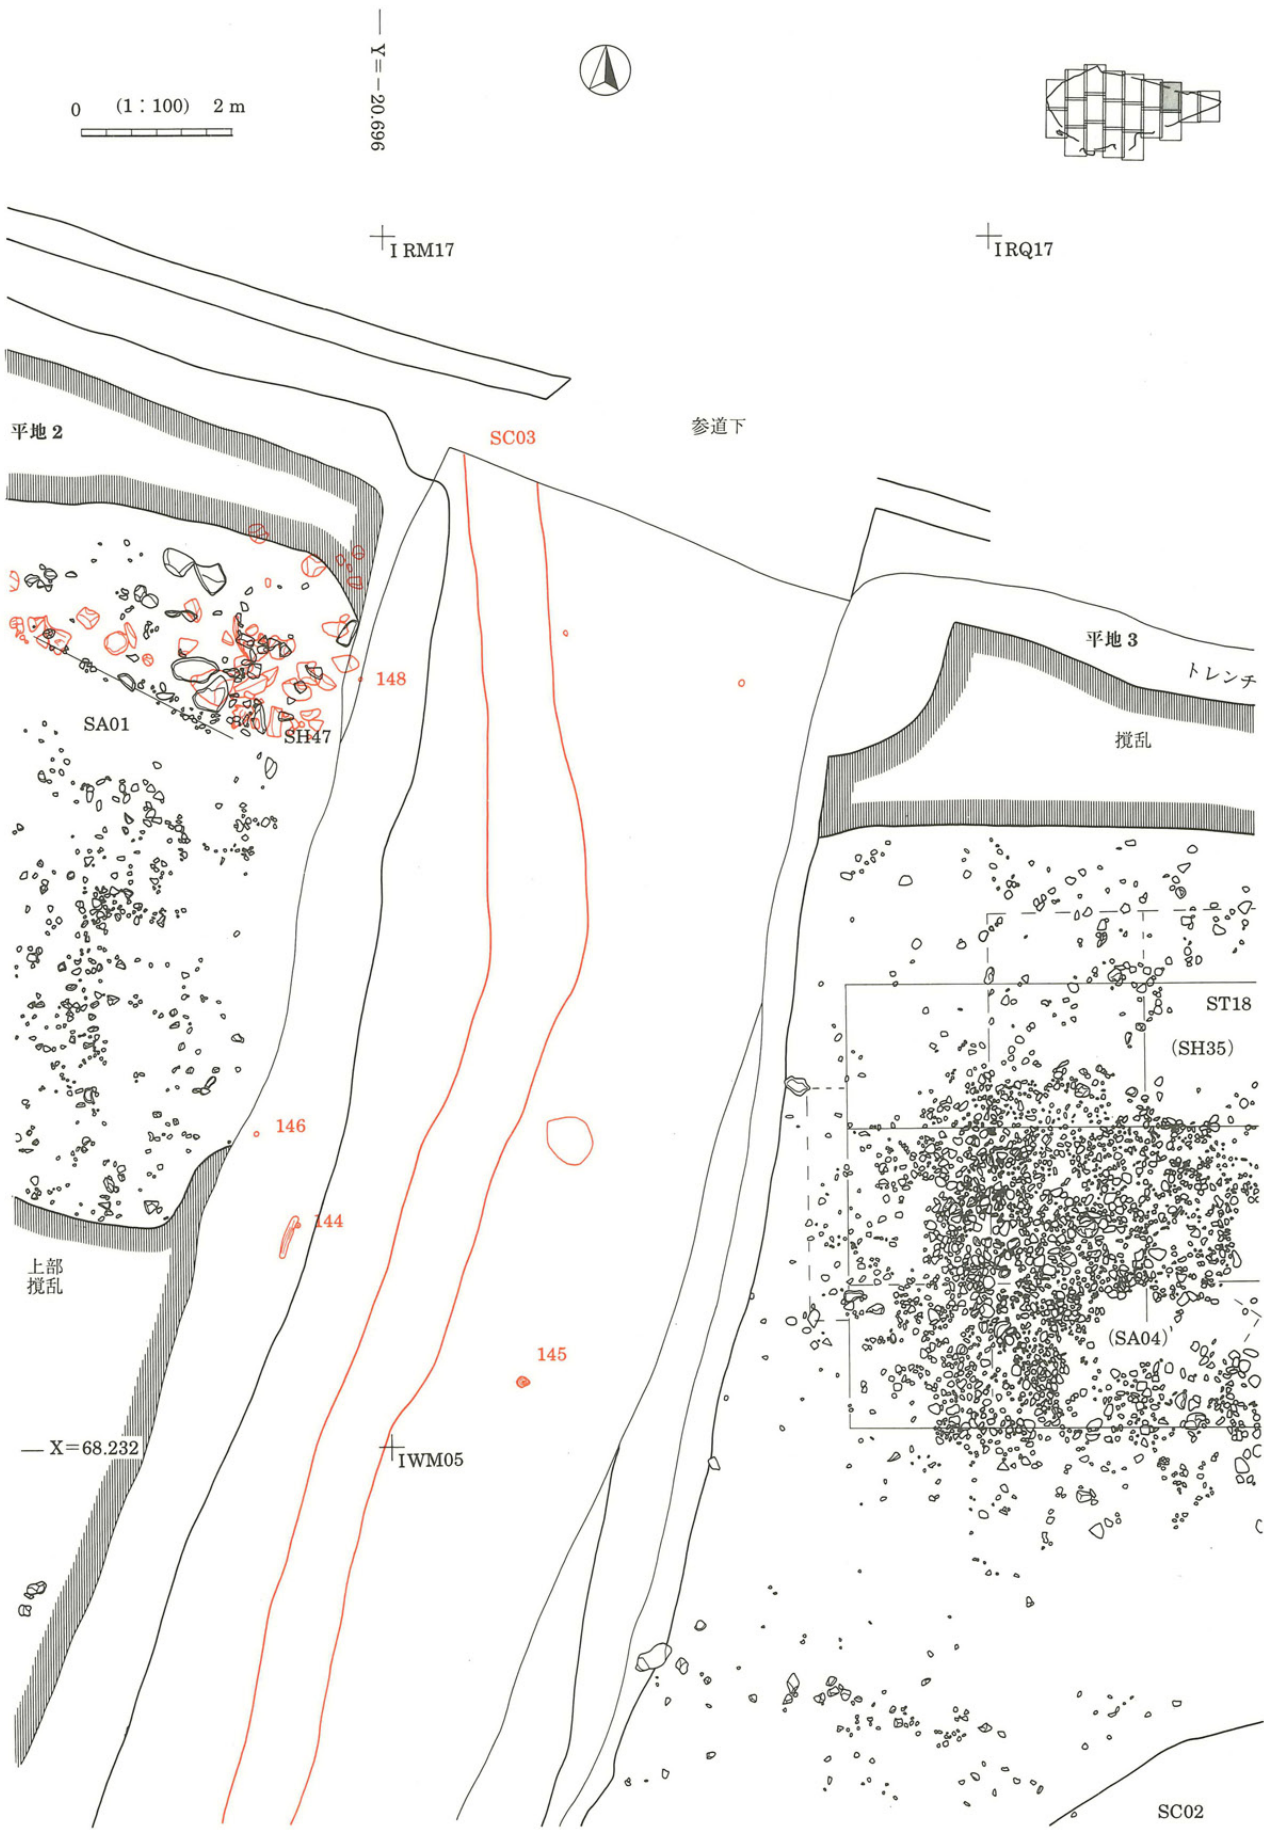 0 (1：100) 2 m
Y=-20.696
I RM17
I RQ17
平地 2
SC03
参道下
平地 3
トレンチ
148
SA01
SH47
撹乱
ST18
(SH35)
146
144
上部
撹乱
(SA04)
145
X=68.232
IWM05
SC02